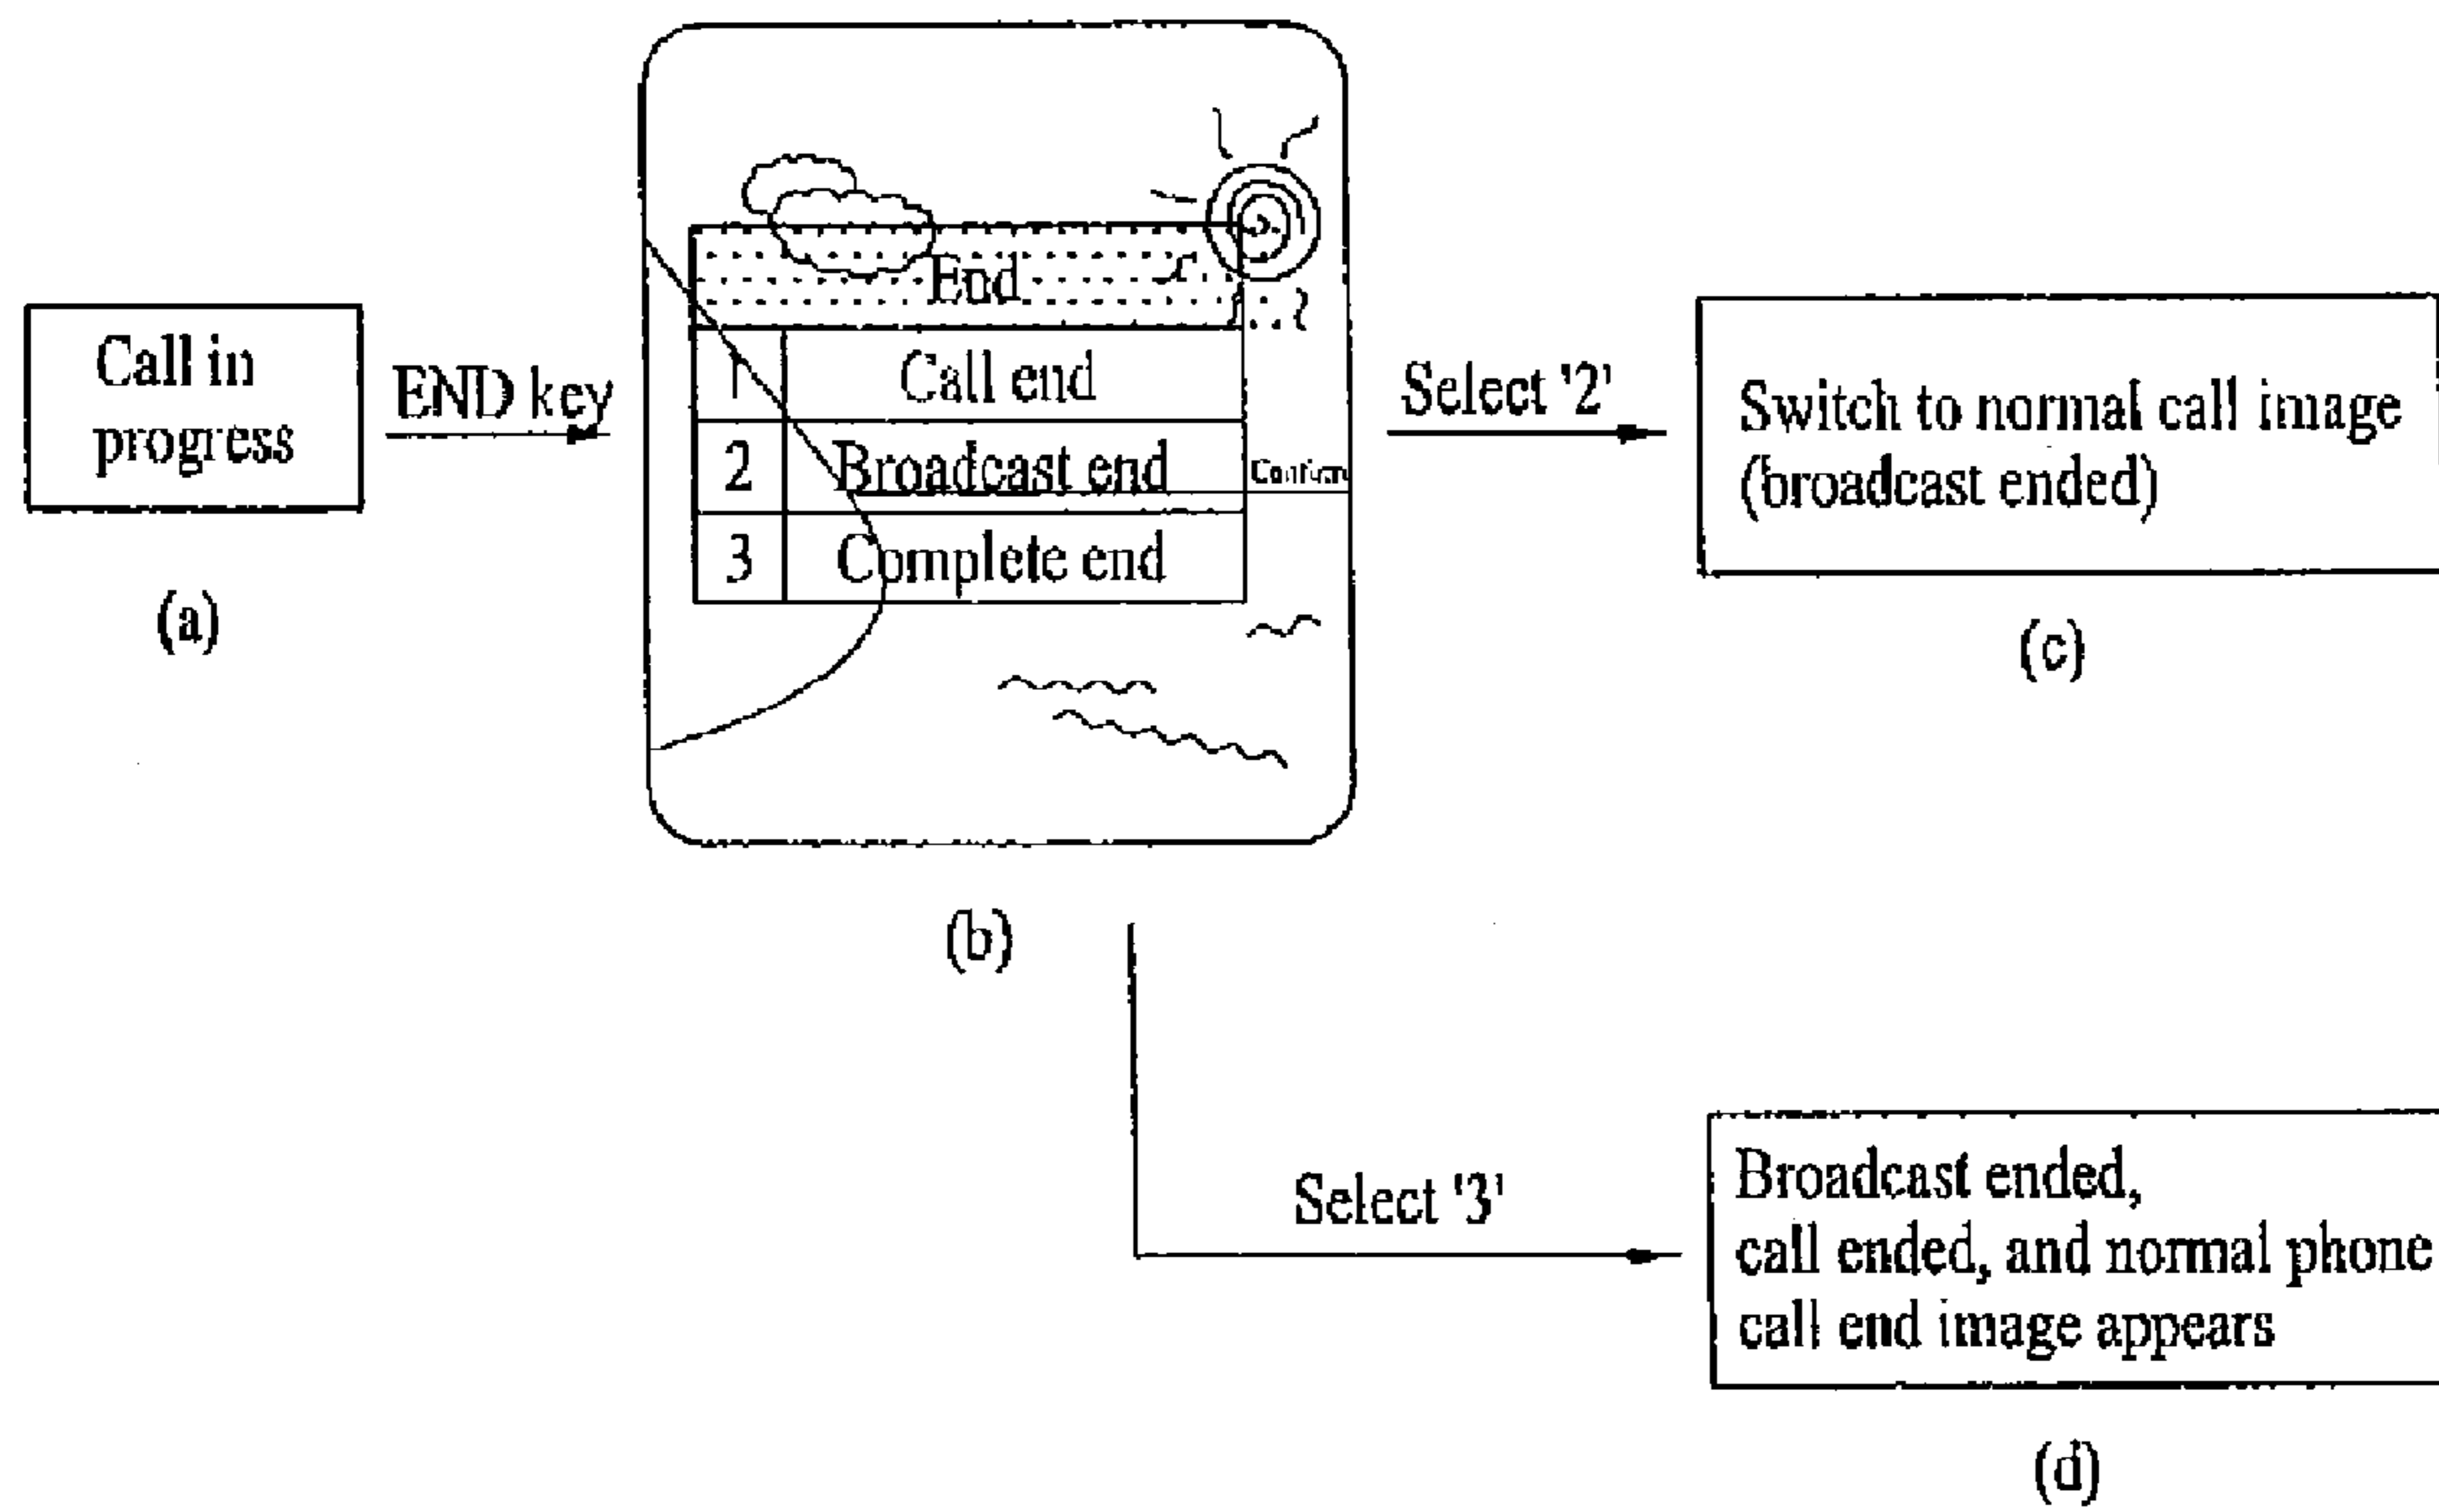 Call in
progress
(a)
END key
End
1 Call end
2 Broadcast end
Confirm
3 Complete end
(b)
Select '2'
Switch to normal call image
(broadcast ended)
(c)
Select '3'
Broadcast ended,
call ended, and normal phone
call end image appears
(d)